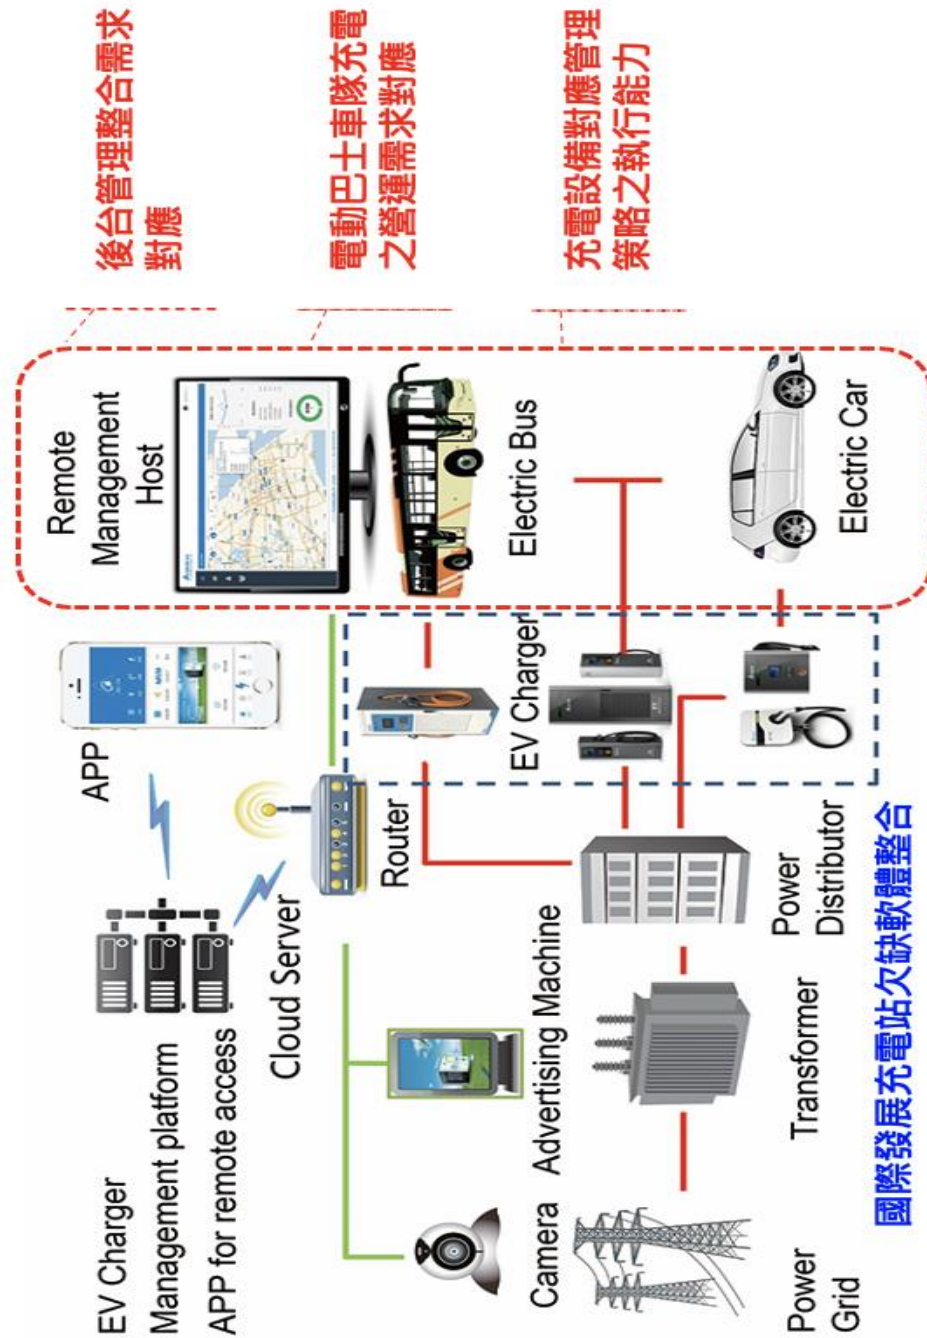 EV Charger
Management platform
APP for remote access
APP
Remote
Management
Host
後台管理整合需求
對應
Cloud Server
Router
電動巴士車隊充電
之營運需求對應
Camera
Advertising Machine
EV Charger
Electric Bus
充電設備對應管理
策略之執行能力
Power
Grid
Transformer
Power
Distributor
Electric Car
國際發展充電站欠缺軟體整合